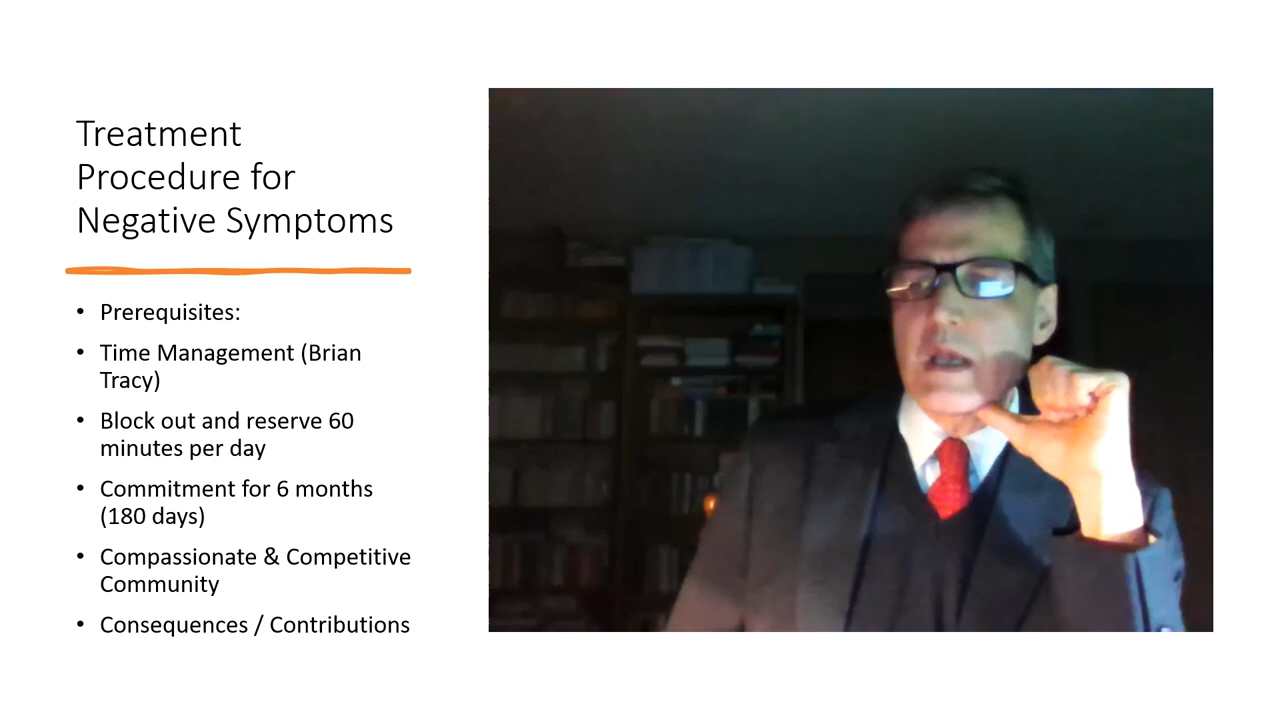 Treatment
Procedure for
Negative Symptoms
• Prerequisites:
• Time Management (Brian
Tracy)
• Block out and reserve 60
minutes per day
• Commitment for 6 months
(180 days)
• Compassionate & Competitive
Community
• Consequences / Contributions